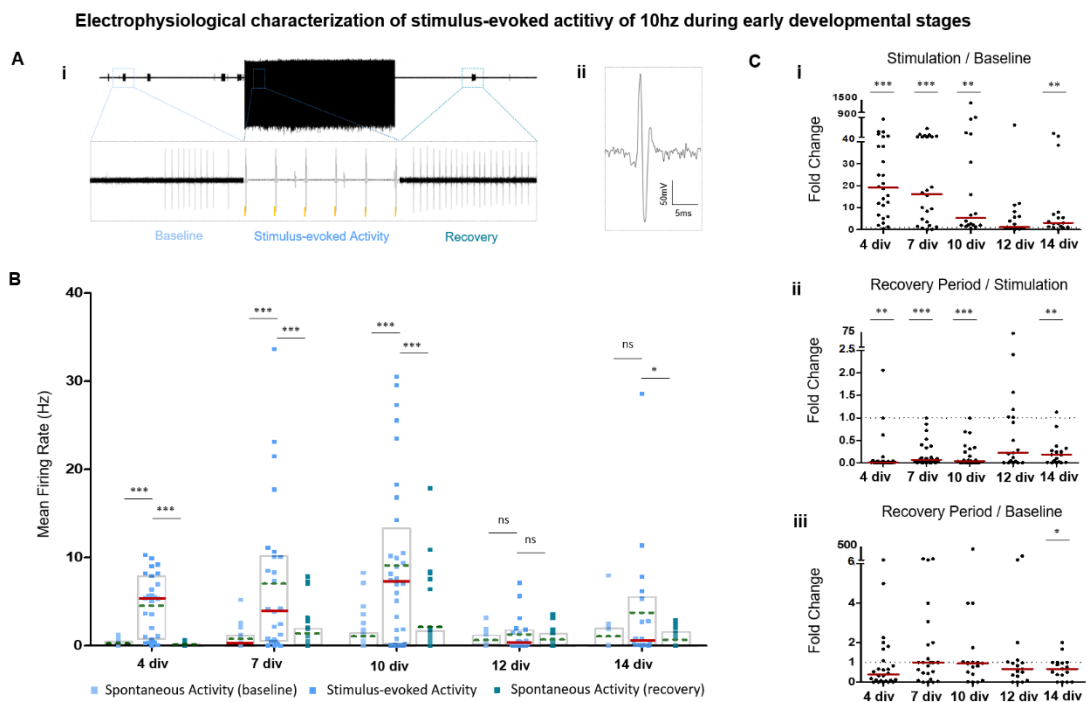 Electrophysiological characterization of stimulus-evoked actitivy of 10hz during early developmental stages
A
i
Baseline
Stimulus-evoked Activity
Recovery
ii
50mV
5ms
B
Mean Firing Rate (Hz)
40
30
20
10
0
***
***
***
***
***
***
ns
ns
ns
*
4 div
7 div
10 div
12 div
14 div
Spontaneous Activity (baseline)
Stimulus-evoked Activity
Spontaneous Activity (recovery)
C
i
Stimulation / Baseline
Fold Change
1500
900
40
30
20
10
0
***
***
**
**
4 div
7 div
10 div
12 div
14 div
ii
Recovery Period / Stimulation
Fold Change
75
2.5
2.0
1.5
1.0
0.5
0.0
**
***
***
**
4 div
7 div
10 div
12 div
14 div
iii
Recovery Period / Baseline
Fold Change
500
6
4
2
1
0
*
4 div
7 div
10 div
12 div
14 div